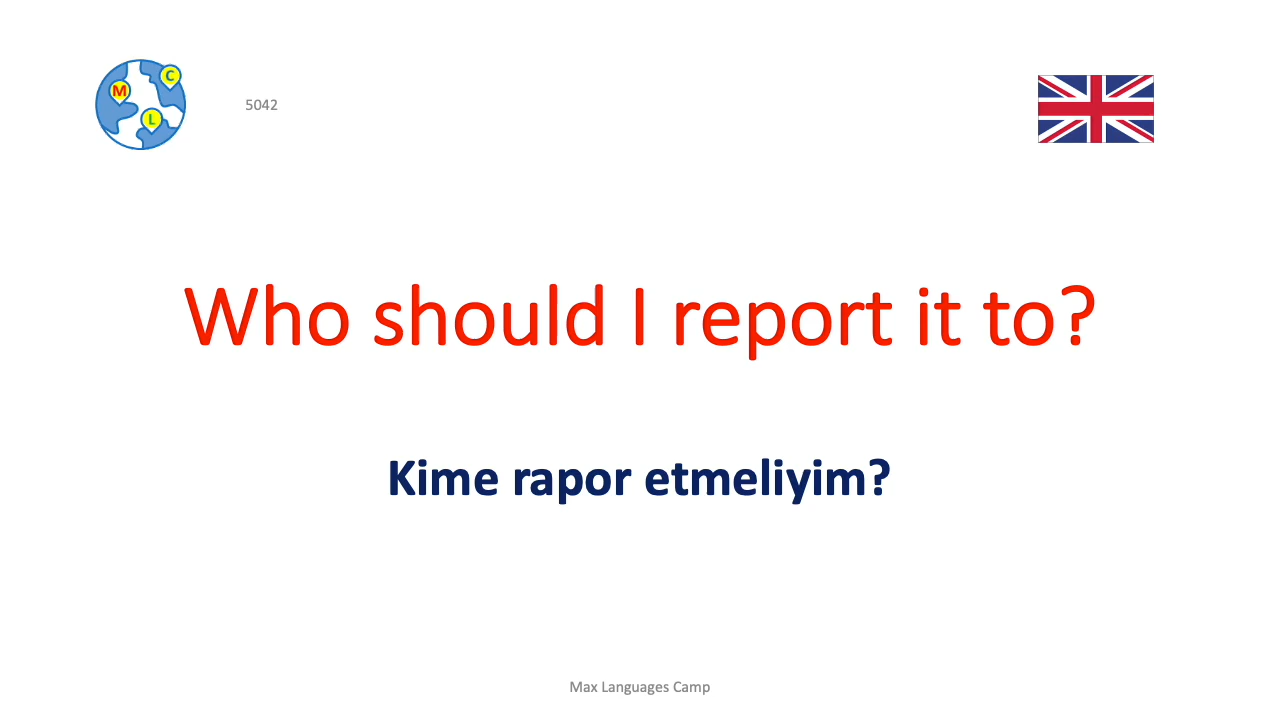 M
C
L
5042
Who should I report it to?
Kime rapor etmeliyim?
Max Languages Camp